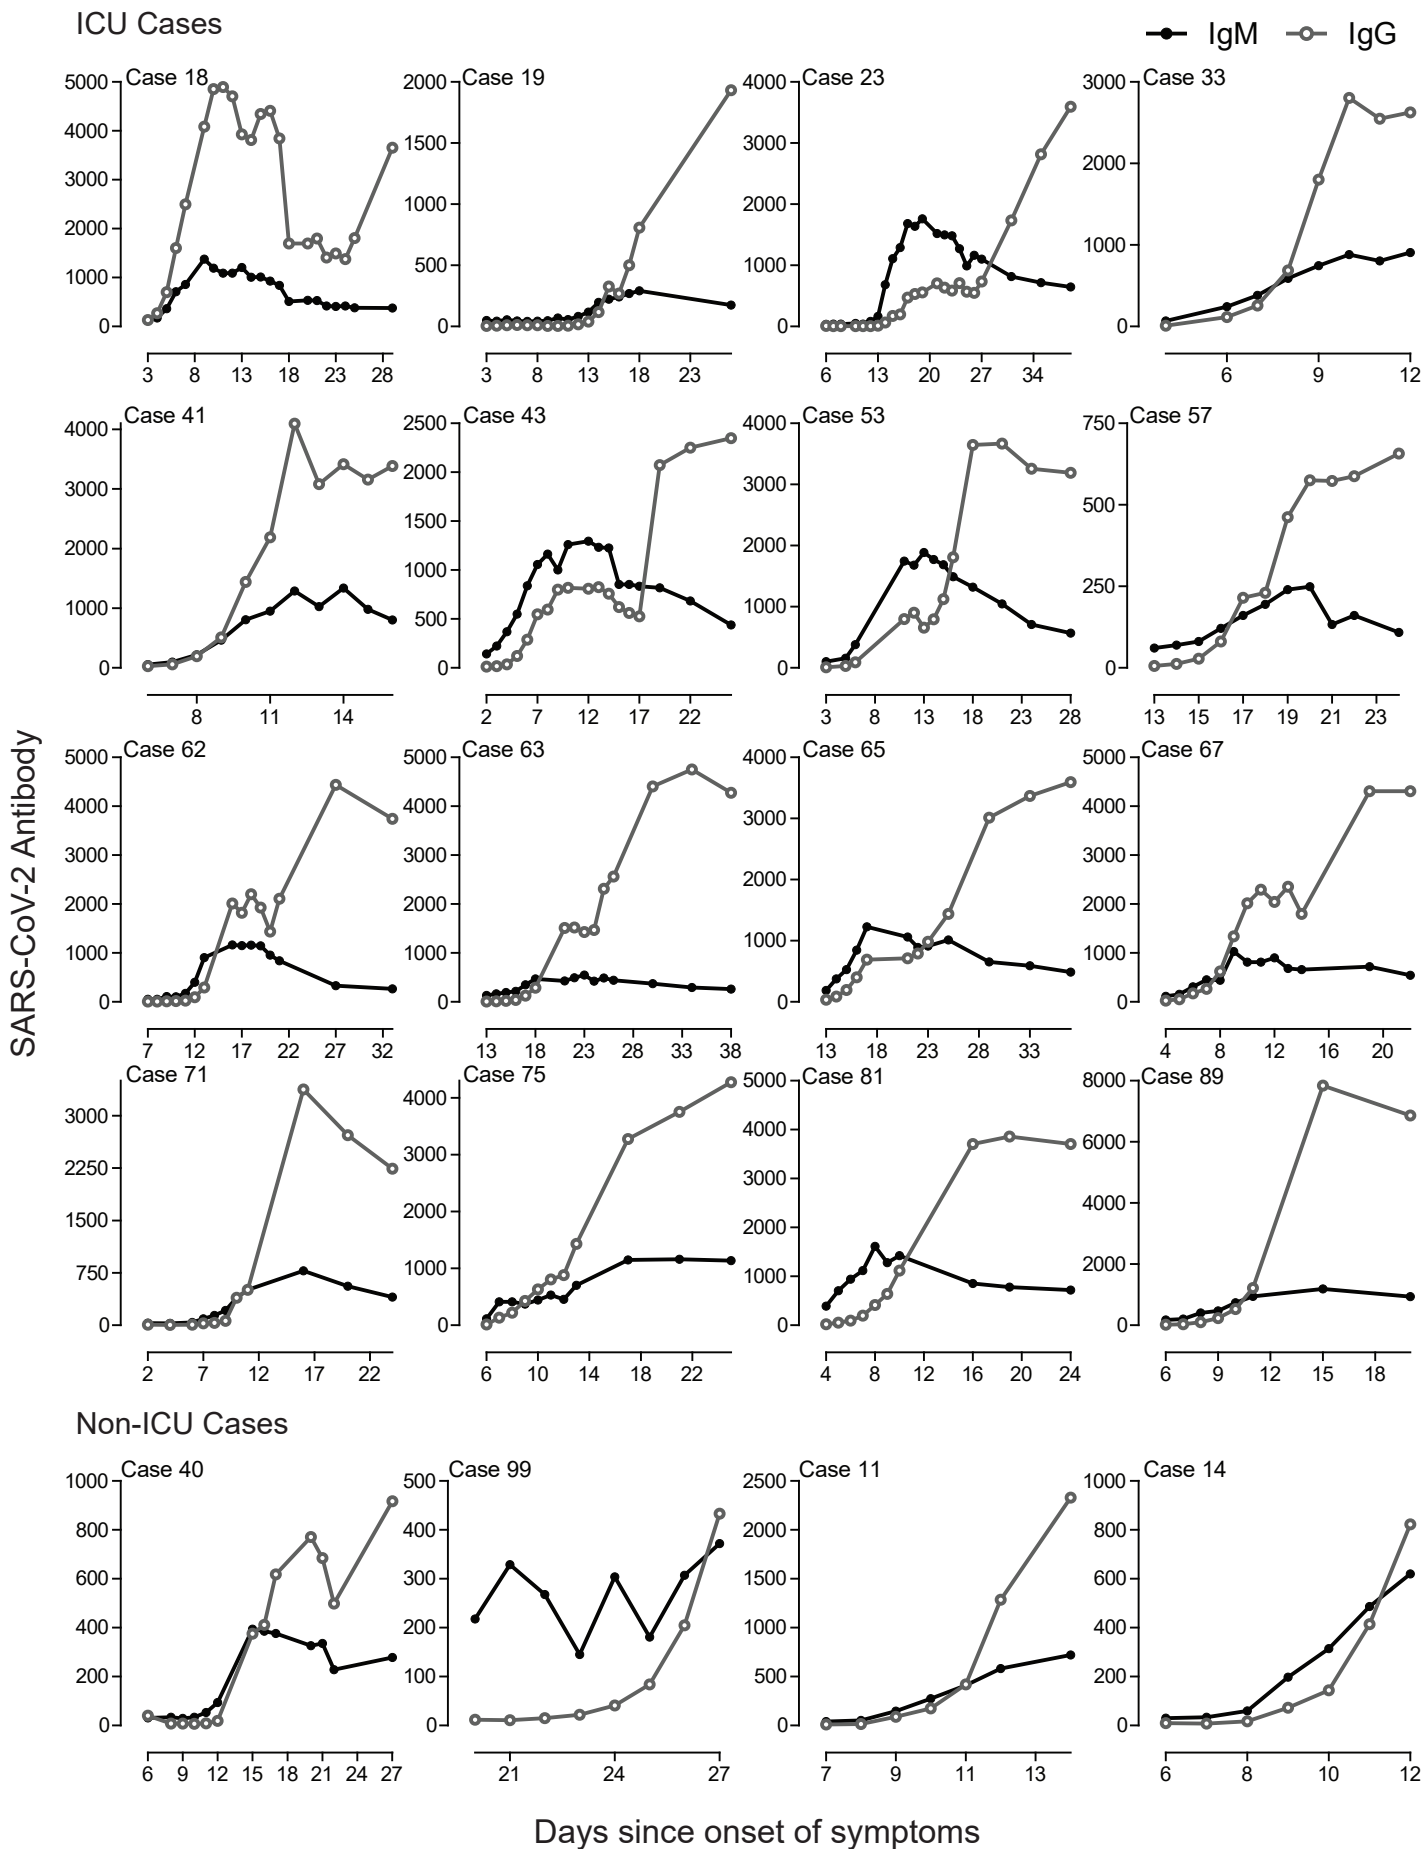 ICU Cases
IgM IgG
Case 18 Case 19 Case 23 Case 33
5000 4000 3000 2000 1000 0
3 8 13 18 23 28
2000 1500 1000 500 0
3 8 13 18 23
4000 3000 2000 1000 0
6 13 20 27 34
3000 2000 1000 0
6 9 12
Case 41 Case 43 Case 53 Case 57
4000 3000 2000 1000 0
8 11 14
2500 2000 1500 1000 500 0
2 7 12 17 22
4000 3000 2000 1000 0
3 8 13 18 23 28
750 500 250 0
13 15 17 19 21 23
SARS-CoV-2 Antibody
Case 62 Case 63 Case 65 Case 67
5000 4000 3000 2000 1000 0
7 12 17 22 27 32
5000 4000 3000 2000 1000 0
13 18 23 28 33 38
4000 3000 2000 1000 0
13 18 23 28 33
5000 4000 3000 2000 1000 0
4 8 12 16 20
Case 71 Case 75 Case 81 Case 89
3000 2250 1500 750 0
2 7 12 17 22
4000 3000 2000 1000 0
6 10 14 18 22
5000 4000 3000 2000 1000 0
4 8 12 16 20 24
8000 6000 4000 2000 0
6 9 12 15 18
Non-ICU Cases
Case 40 Case 99 Case 11 Case 14
1000 800 600 400 200 0
6 9 12 15 18 21 24 27
500 400 300 200 100 0
21 24 27
2500 2000 1500 1000 500 0
7 9 11 13
1000 800 600 400 200 0
6 8 10 12
Days since onset of symptoms